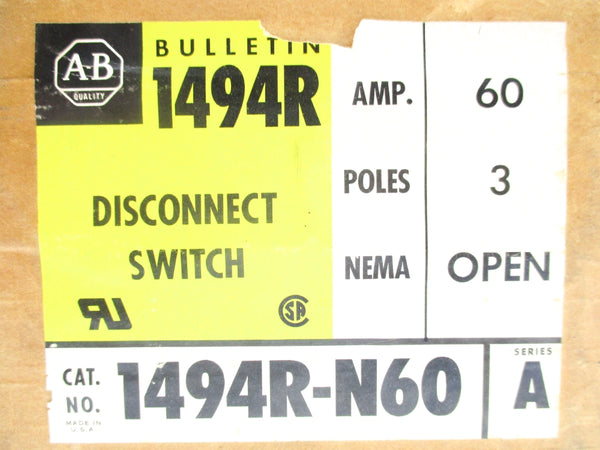 A-B
QUALITY
BULLETIN
1494R
DISCONNECT
SWITCH
AMP. 60
POLES 3
NEMA OPEN
CAT.
NO.
MADE IN
U.S.A.
1494R-N60
SERIES
A